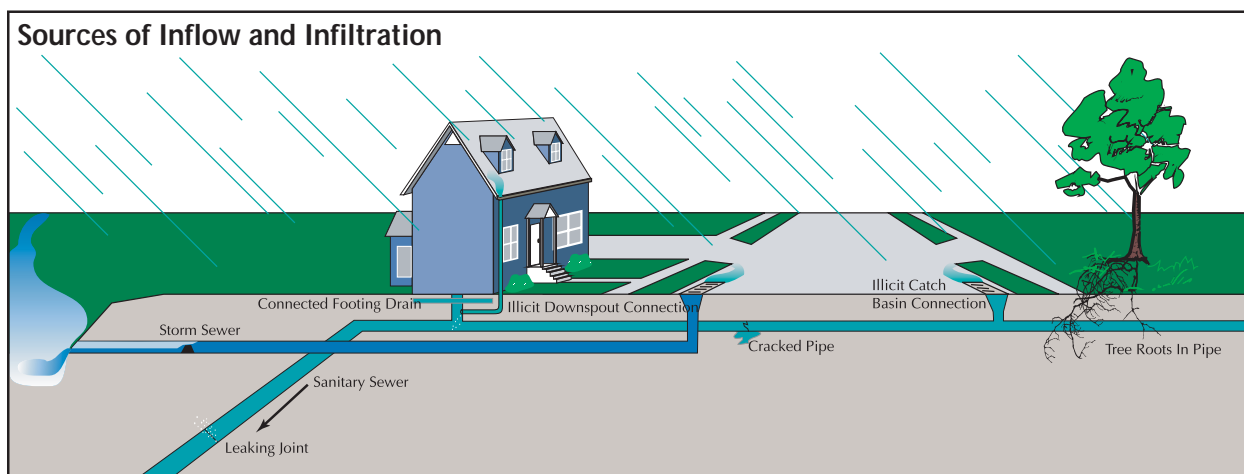 Sources of Inflow and Infiltration
Illicit Catch
Connected Footing Drain
Illicit Downspout Connection
Basin Connection
Storm Sewer
Cracked Pipe
Tree Roots In Pipe
Sanitary Sewer
Leaking Joint